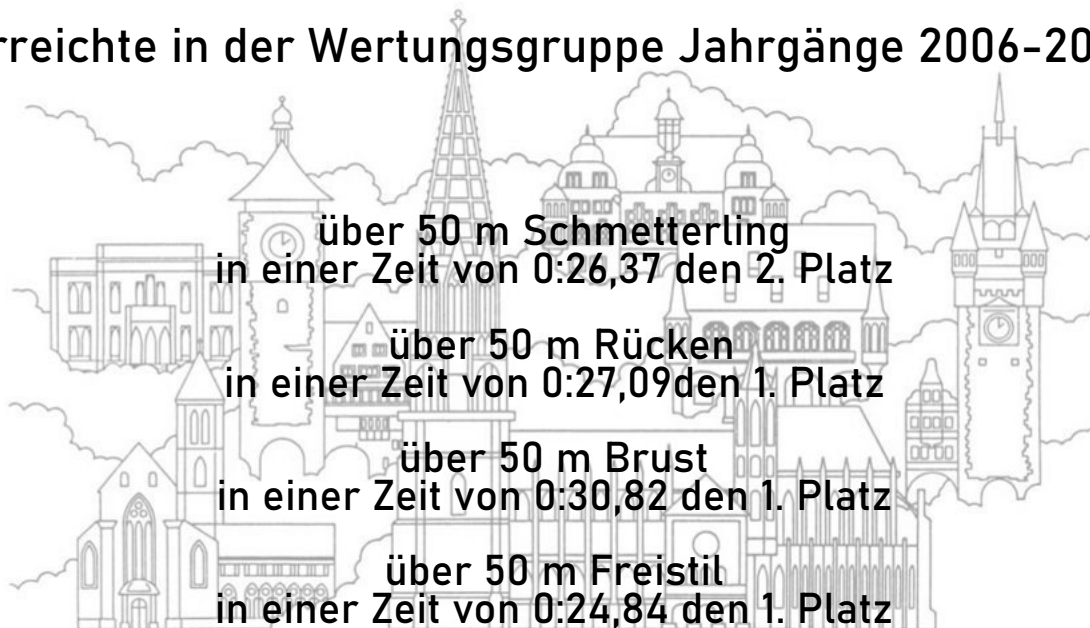 rreichte in der Wertungsgruppe Jahrgänge 2006-20
über 50 m Schmetterling
in einer Zeit von 0:26,37 den 2. Platz
über 50 m Rücken
in einer Zeit von 0:27,09den 1. Platz
über 50 m Brust
in einer Zeit von 0:30,82 den 1. Platz
über 50 m Freistil
in einer Zeit von 0:24,84 den 1. Platz